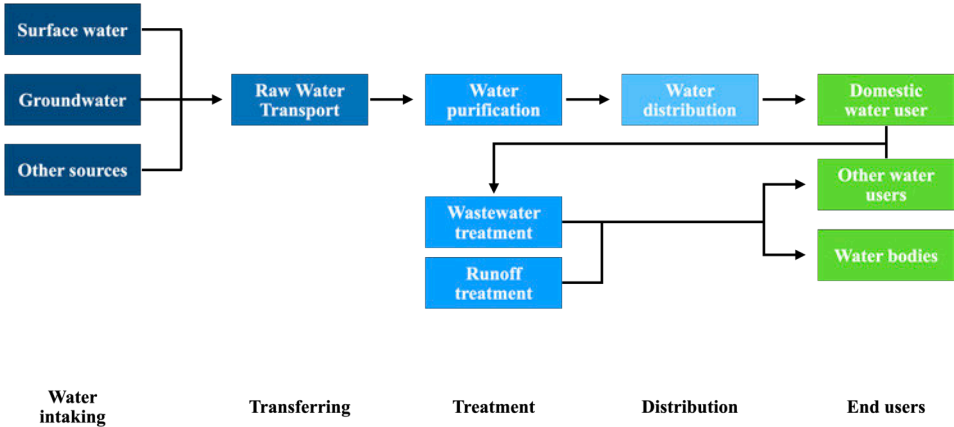 Surface water
Groundwater
Other sources
Raw Water
Transport
Water
purification
Water
distribution
Domestic
water user
Wastewater
treatment
Runoff
treatment
Other water
users
Water bodies
Water
intaking
Transferring
Treatment
Distribution
End users